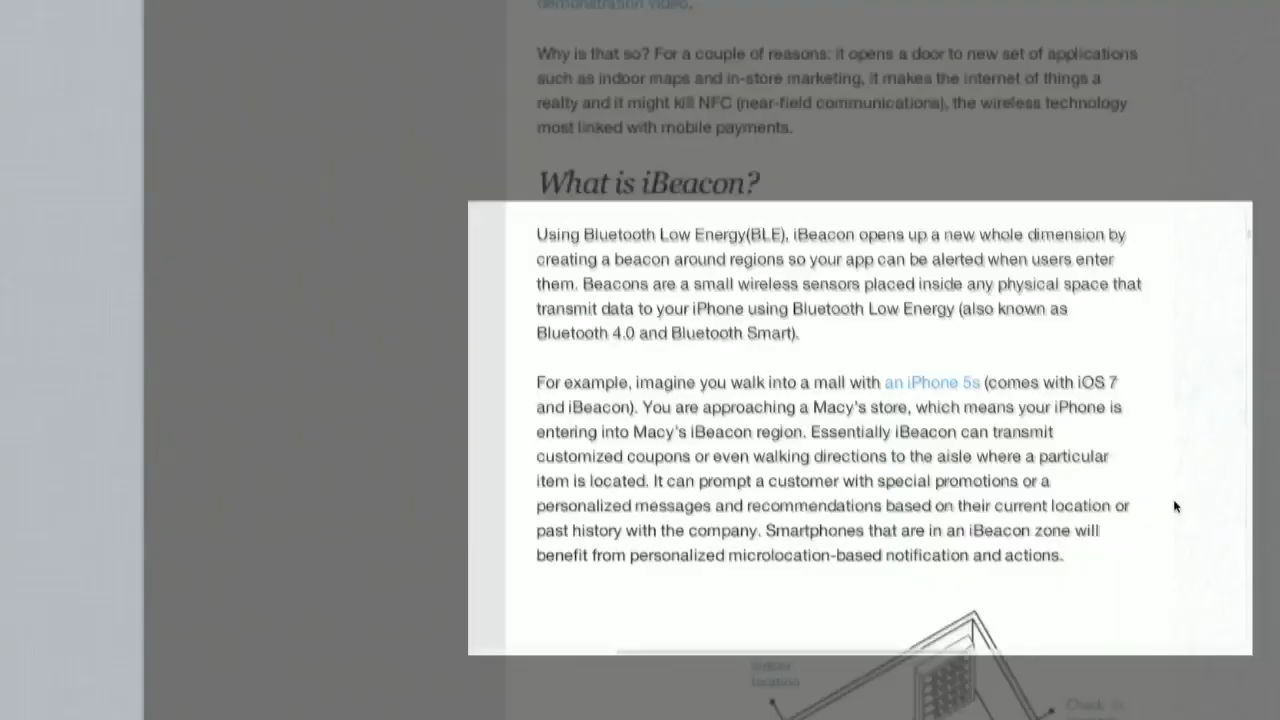 demonstration video.
Why is that so? For a couple of reasons: it opens a door to new set of applications
such as indoor maps and in-store marketing, it makes the internet of things a
realty and it might kill NFC (near-field communications), the wireless technology
most linked with mobile payments.
What is iBeacon?
Using Bluetooth Low Energy(BLE), iBeacon opens up a new whole dimension by
creating a beacon around regions so your app can be alerted when users enter
them. Beacons are a small wireless sensors placed inside any physical space that
transmit data to your iPhone using Bluetooth Low Energy (also known as
Bluetooth 4.0 and Bluetooth Smart).
For example, imagine you walk into a mall with an iPhone 5s (comes with iOS 7
and iBeacon). You are approaching a Macy's store, which means your iPhone is
entering into Macy's iBeacon region. Essentially iBeacon can transmit
customized coupons or even walking directions to the aisle where a particular
item is located. It can prompt a customer with special promotions or a
personalized messages and recommendations based on their current location or
past history with the company. Smartphones that are in an iBeacon zone will
benefit from personalized microlocation-based notification and actions.
location
Check